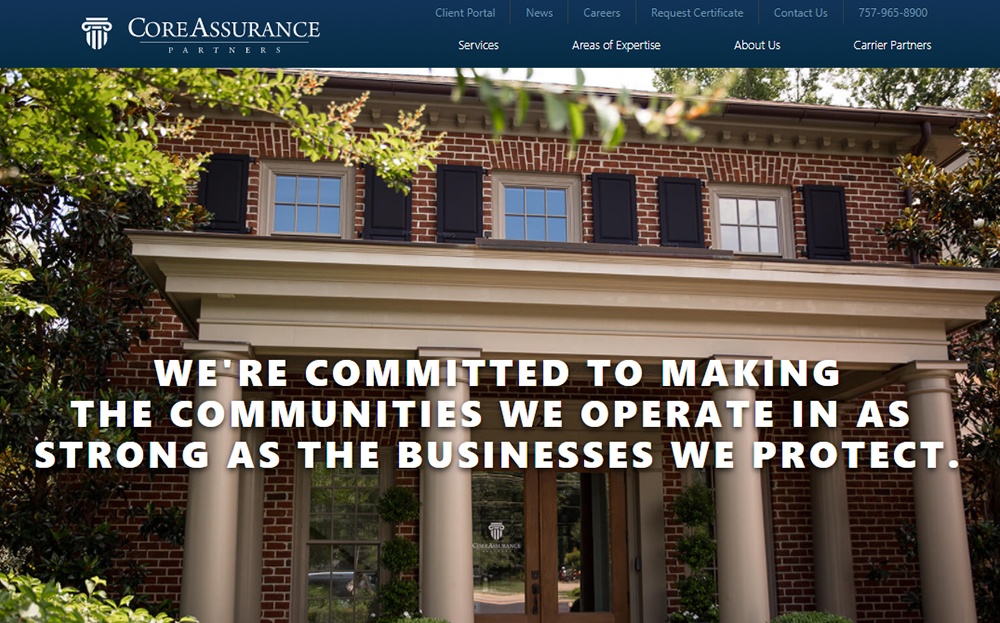 Client Portal
News
Careers
Request Certificate
Contact Us
757-965-8900
COREASSURANCE
PARTNERS
Services
Areas of Expertise
About Us
Carrier Partners
WE'RE COMMITTED TO MAKING
THE COMMUNITIES WE OPERATE IN AS
STRONG AS THE BUSINESSES WE PROTECT.
COREASSURANCE